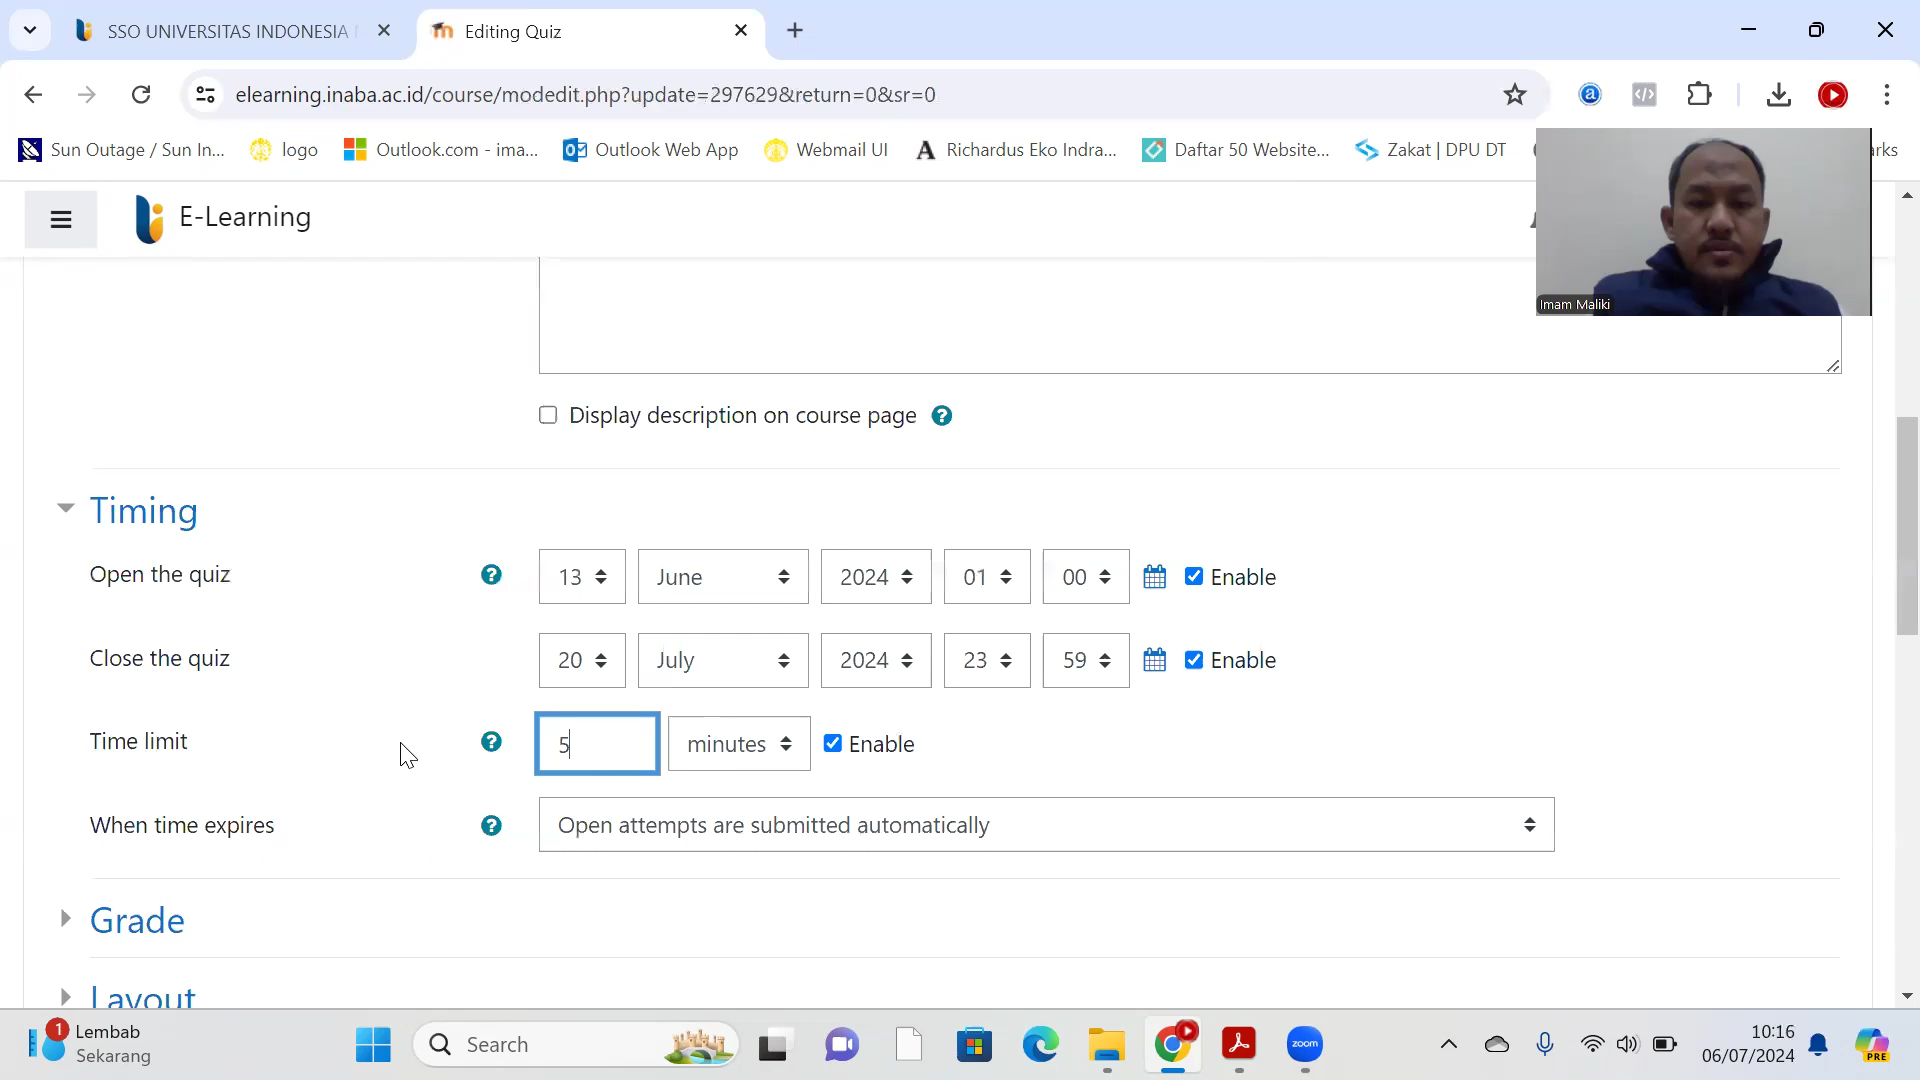 SSO UNIVERSITAS INDONESIA
Editing Quiz
elearning.inaba.ac.id/course/modedit.php?update=297629&return=0&sr=0
Sun Outage / Sun In...
logo
Outlook.com - ima...
Outlook Web App
Webmail UI
Richardus Eko Indra...
Daftar 50 Website...
Zakat | DPU DT
E-Learning
Imam Maliki
Display description on course page
Timing
Open the quiz
13 June 2024 01 00 Enable
Close the quiz
20 July 2024 23 59 Enable
Time limit
5 minutes Enable
When time expires
Open attempts are submitted automatically
Grade
Layout
1
Lembab
Sekarang
Search
zoom
10:16
06/07/2024
PRE